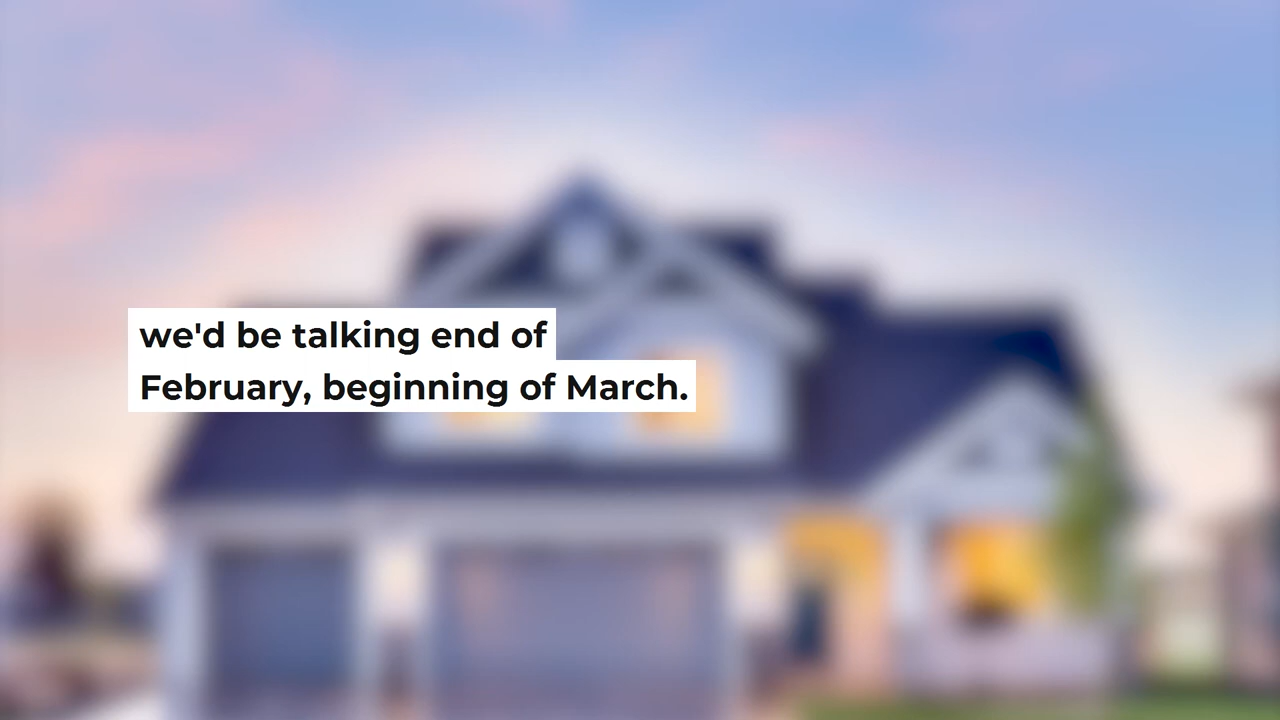 we'd be talking end of
February, beginning of March.